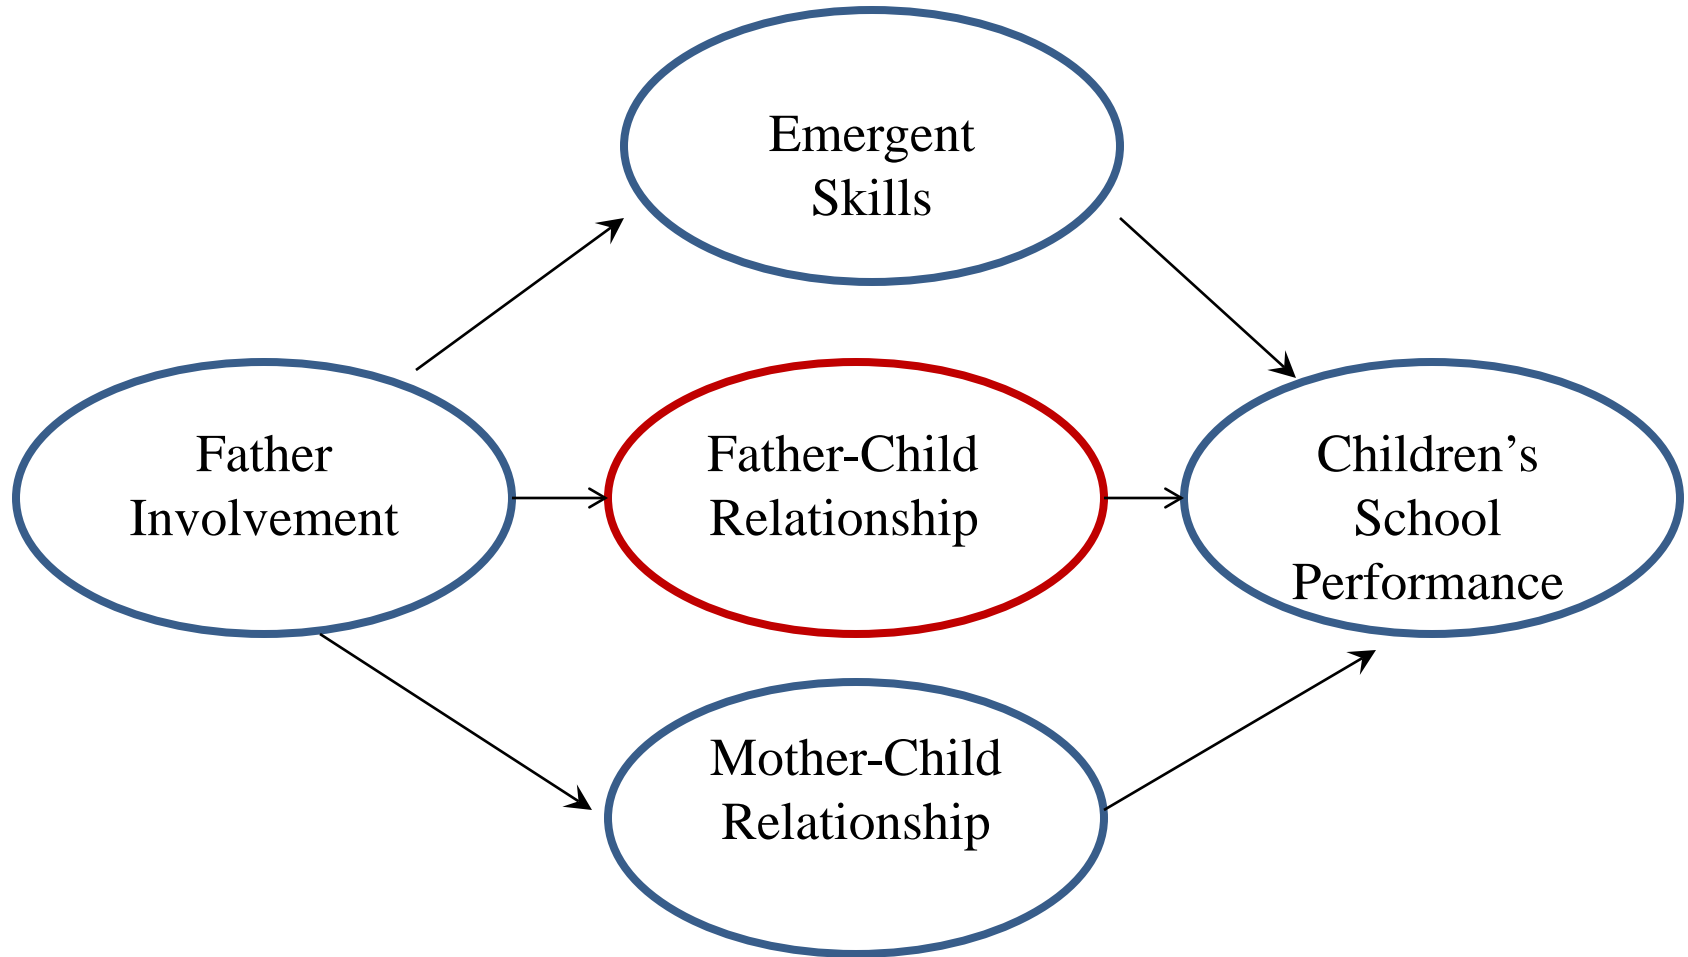 Emergent
Skills
Father
Involvement
Father-Child
Relationship
Children’s
School
Performance
Mother-Child
Relationship